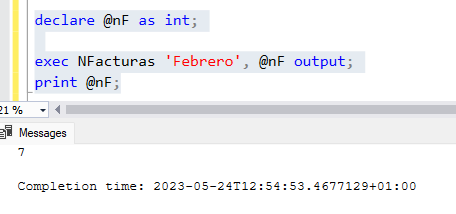 declare @nF as int;
exec NFacturas 'Febrero', @nF output;
print @nF;
21 %
Messages
7
Completion time: 2023-05-24T12:54:53.4677129+01:00